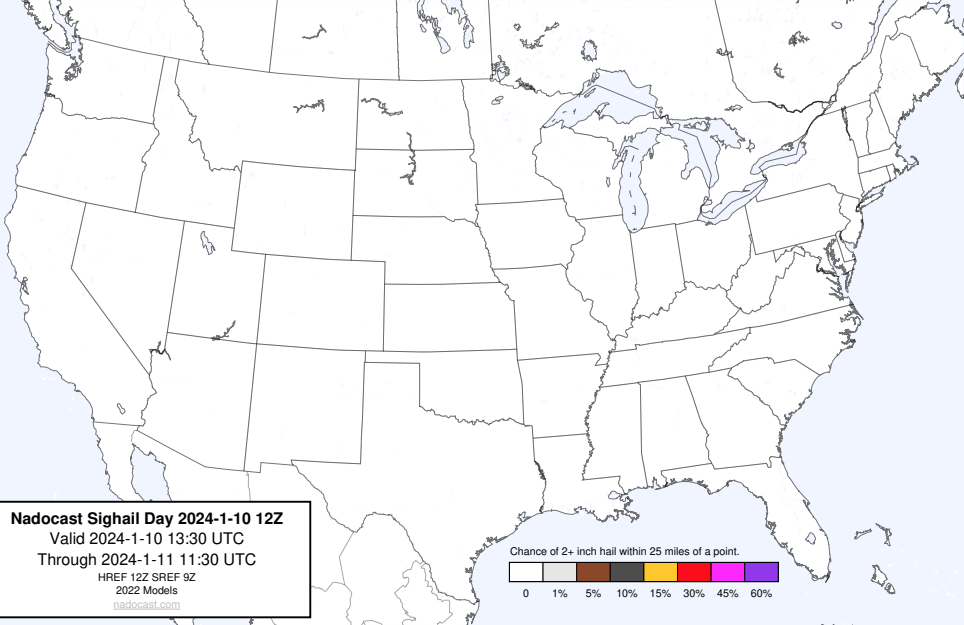 Nadocast Sighail Day 2024-1-10 12Z
Valid 2024-1-10 13:30 UTC
Through 2024-1-11 11:30 UTC
HREF 12Z SREF 9Z
2022 Models
nadocast.com
Chance of 2+ inch hail within 25 miles of a point.
0 1% 5% 10% 15% 30% 45% 60%